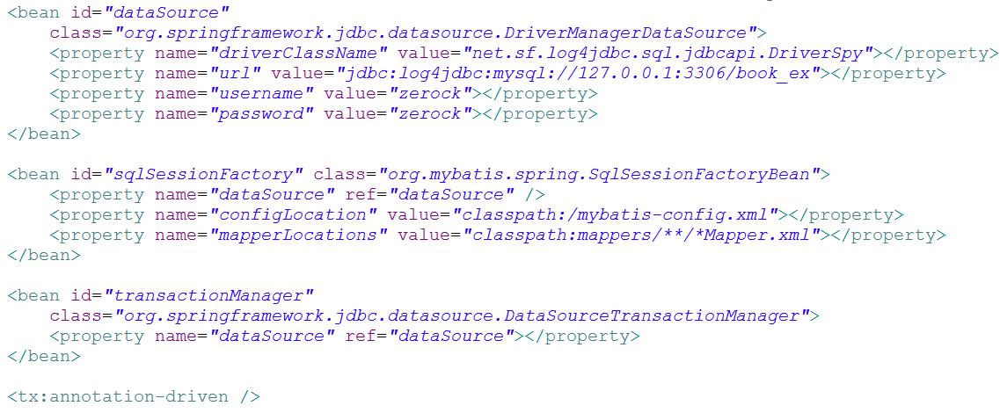 <bean id="dataSource"
    class="org.springframework.jdbc.datasource.DriverManagerDataSource">
    <property name="driverClassName" value="net.sf.log4jdbc.sql.jdbcapi.DriverSpy"></property>
    <property name="url" value="jdbc:log4jdbc:mysql://127.0.0.1:3306/book_ex"></property>
    <property name="username" value="zerock"></property>
    <property name="password" value="zerock"></property>
</bean>

<bean id="sqlSessionFactory" class="org.mybatis.spring.SqlSessionFactoryBean">
    <property name="dataSource" ref="dataSource" />
    <property name="configLocation" value="classpath:/mybatis-config.xml"></property>
    <property name="mapperLocations" value="classpath:mappers/**/*Mapper.xml"></property>
</bean>

<bean id="transactionManager"
    class="org.springframework.jdbc.datasource.DataSourceTransactionManager">
    <property name="dataSource" ref="dataSource"></property>
</bean>

<tx:annotation-driven />